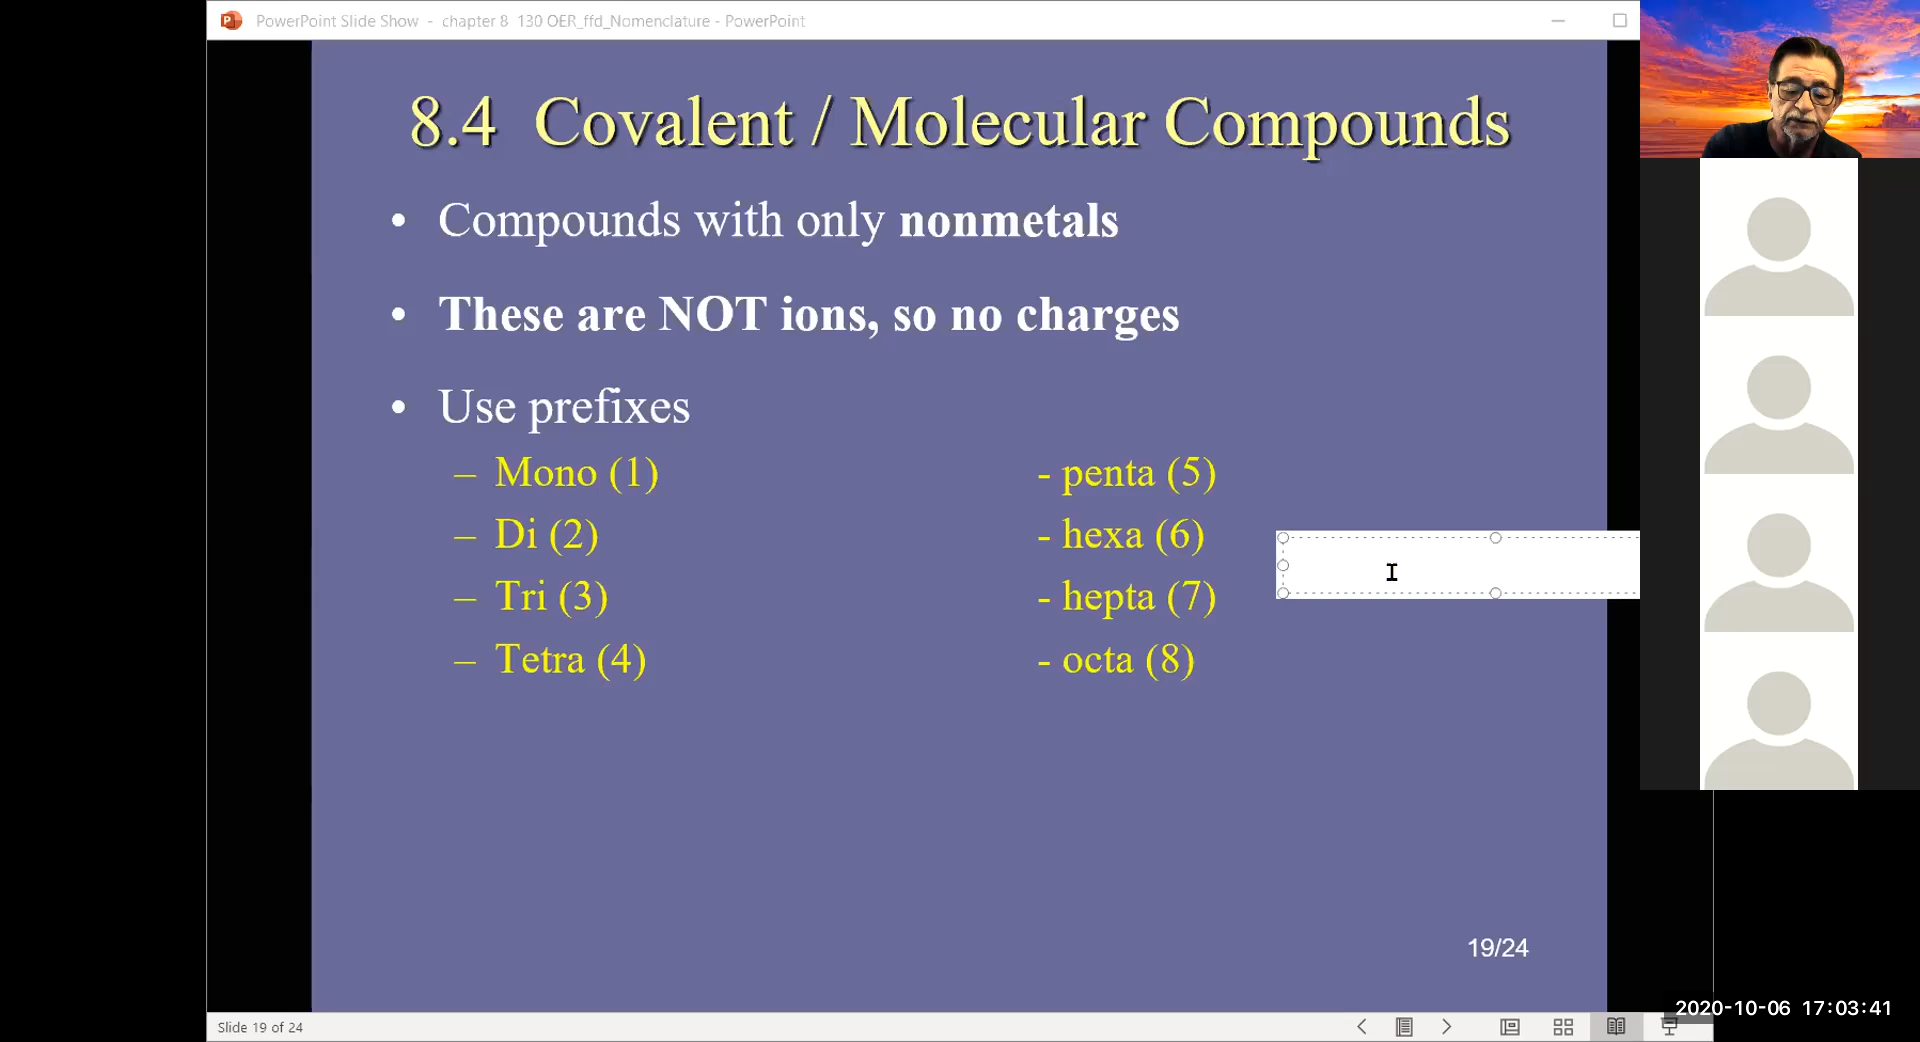 PowerPoint Slide Show - chapter 8 130 OER_ffd_Nomenclature - PowerPoint
8.4 Covalent / Molecular Compounds
• Compounds with only nonmetals
• These are NOT ions, so no charges
• Use prefixes
– Mono (1)
– Di (2)
– Tri (3)
– Tetra (4)
- penta (5)
- hexa (6)
- hepta (7)
- octa (8)
19/24
2020-10-06 17:03:41
Slide 19 of 24